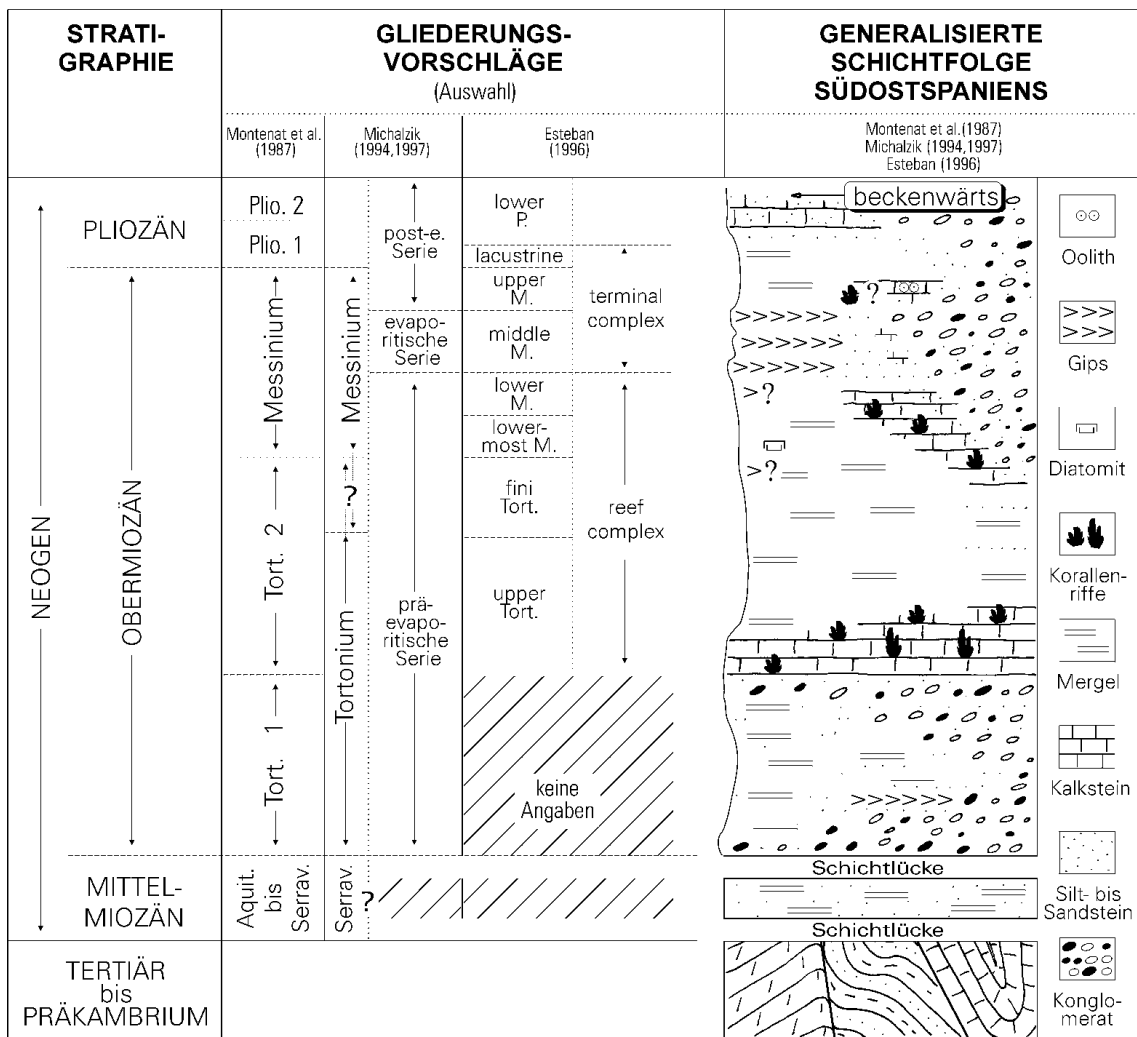 STRATI-
GRAPHIE
GLIEDERUNGS-
VORSCHLÄGE
(Auswahl)
GENERALISIERTE
SCHICHTFOLGE
SÜDOSTSPANIENS
Montenat et al.
(1987)
Michalzik
(1994,1997)
Esteban
(1996)
Montenat et al.(1987)
Michalzik (1994,1997)
Esteban (1996)
NEOGEN
PLIOZÄN
OBERMIOZÄN
MITTEL-
MIOZÄN
TERTIÄR
bis
PRÄKAMBRIUM
Plio. 2
Plio. 1
Messinium
Tort. 2
Tort. 1
Aquit.
bis
Serrav.
Messinium
?
Tortonium
Serrav.
?
post-e.
Serie
evapo-
ritische
Serie
prä-
evapo-
ritische
Serie
lower
P.
lacustrine
upper
M.
middle
M.
lower
M.
lower-
most M.
fini
Tort.
upper
Tort.
terminal
complex
reef
complex
keine
Angaben
beckenwärts
?
?
?
Schichtlücke
Schichtlücke
Oolith
Gips
Diatomit
Korallen-
riffe
Mergel
Kalkstein
Silt- bis
Sandstein
Konglo-
merat